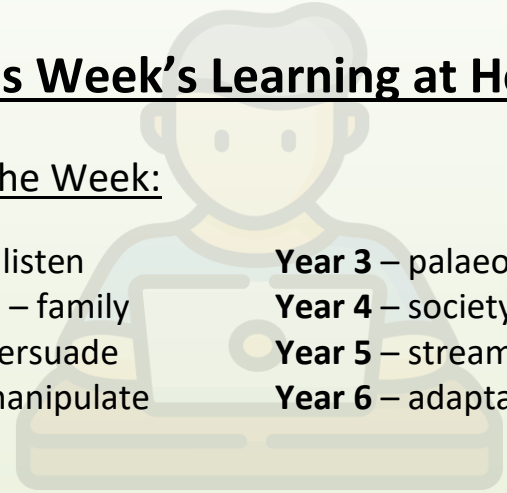 s Week's Learning at H
he Week:
listen Year 3 – palaeo
– family Year 4 – society
ersuade Year 5 – stream
anipulate Year 6 – adapta